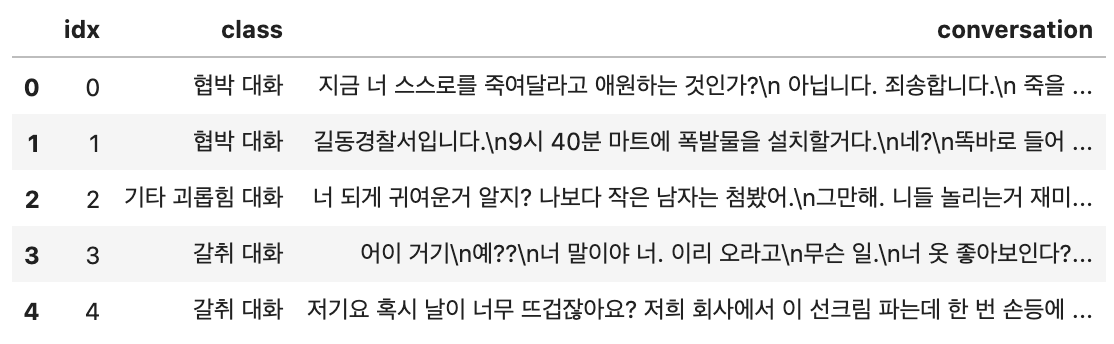 idx class conversation
0 0 협박 대화 지금 너 스스로를 죽여달라고 애원하는 것인가?\n 아닙니다. 죄송합니다.\n 죽을 ...
1 1 협박 대화 길동경찰서입니다.\n9시 40분 마트에 폭발물을 설치할거다.\n네?\n똑바로 들어 ...
2 2 기타 괴롭힘 대화 너 되게 귀여운거 알지? 나보다 작은 남자는 첨봤어.\n그만해. 니들 놀리는거 재미...
3 3 갈취 대화 어이 거기\n예??\n너 말이야 너. 이리 오라고\n무슨 일.\n너 옷 좋아보인다?...
4 4 갈취 대화 저기요 혹시 날이 너무 뜨겁잖아요? 저희 회사에서 이 선크림 파는데 한 번 손등에 ...